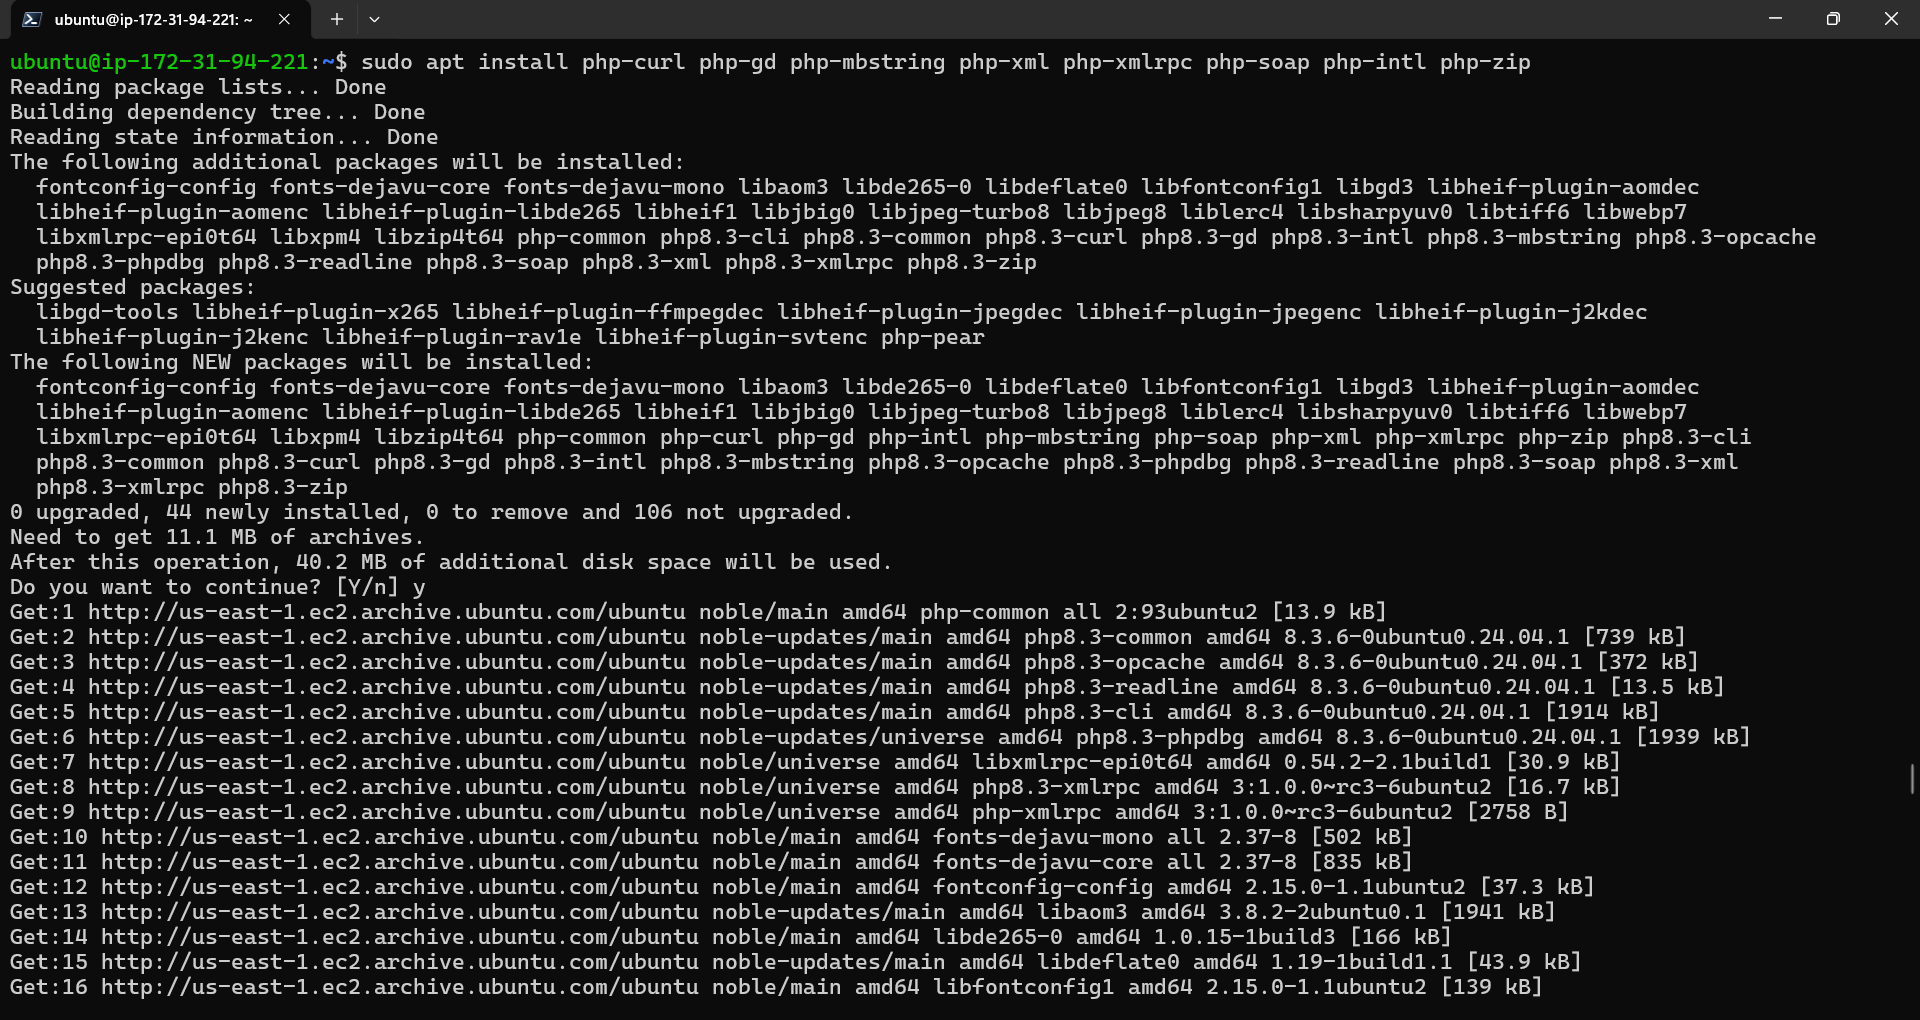 ubuntu@ip-172-31-94-221: ~
ubuntu@ip-172-31-94-221:~$ sudo apt install php-curl php-gd php-mbstring php-xml php-xmlrpc php-soap php-intl php-zip
Reading package lists... Done
Building dependency tree... Done
Reading state information... Done
The following additional packages will be installed:
  fontconfig-config fonts-dejavu-core fonts-dejavu-mono libaom3 libde265-0 libdeflate0 libfontconfig1 libgd3 libheif-plugin-aomdec
  libheif-plugin-aomenc libheif-plugin-libde265 libheif1 libjbig0 libjpeg-turbo8 libjpeg8 liblerc4 libsharpyuv0 libtiff6 libwebp7
  libxmlrpc-epi0t64 libxpm4 libzip4t64 php-common php8.3-cli php8.3-common php8.3-curl php8.3-gd php8.3-intl php8.3-mbstring php8.3-opcache
  php8.3-phpdbg php8.3-readline php8.3-soap php8.3-xml php8.3-xmlrpc php8.3-zip
Suggested packages:
  libgd-tools libheif-plugin-x265 libheif-plugin-ffmpegdec libheif-plugin-jpegdec libheif-plugin-jpegenc libheif-plugin-j2kdec
  libheif-plugin-j2kenc libheif-plugin-rav1e libheif-plugin-svtenc php-pear
The following NEW packages will be installed:
  fontconfig-config fonts-dejavu-core fonts-dejavu-mono libaom3 libde265-0 libdeflate0 libfontconfig1 libgd3 libheif-plugin-aomdec
  libheif-plugin-aomenc libheif-plugin-libde265 libheif1 libjbig0 libjpeg-turbo8 libjpeg8 liblerc4 libsharpyuv0 libtiff6 libwebp7
  libxmlrpc-epi0t64 libxpm4 libzip4t64 php-common php-curl php-gd php-intl php-mbstring php-soap php-xml php-xmlrpc php-zip php8.3-cli
  php8.3-common php8.3-curl php8.3-gd php8.3-intl php8.3-mbstring php8.3-opcache php8.3-phpdbg php8.3-readline php8.3-soap php8.3-xml
  php8.3-xmlrpc php8.3-zip
0 upgraded, 44 newly installed, 0 to remove and 106 not upgraded.
Need to get 11.1 MB of archives.
After this operation, 40.2 MB of additional disk space will be used.
Do you want to continue? [Y/n] y
Get:1 http://us-east-1.ec2.archive.ubuntu.com/ubuntu noble/main amd64 php-common all 2:93ubuntu2 [13.9 kB]
Get:2 http://us-east-1.ec2.archive.ubuntu.com/ubuntu noble-updates/main amd64 php8.3-common amd64 8.3.6-0ubuntu0.24.04.1 [739 kB]
Get:3 http://us-east-1.ec2.archive.ubuntu.com/ubuntu noble-updates/main amd64 php8.3-opcache amd64 8.3.6-0ubuntu0.24.04.1 [372 kB]
Get:4 http://us-east-1.ec2.archive.ubuntu.com/ubuntu noble-updates/main amd64 php8.3-readline amd64 8.3.6-0ubuntu0.24.04.1 [13.5 kB]
Get:5 http://us-east-1.ec2.archive.ubuntu.com/ubuntu noble-updates/main amd64 php8.3-cli amd64 8.3.6-0ubuntu0.24.04.1 [1914 kB]
Get:6 http://us-east-1.ec2.archive.ubuntu.com/ubuntu noble-updates/universe amd64 php8.3-phpdbg amd64 8.3.6-0ubuntu0.24.04.1 [1939 kB]
Get:7 http://us-east-1.ec2.archive.ubuntu.com/ubuntu noble/universe amd64 libxmlrpc-epi0t64 amd64 0.54.2-2.1build1 [30.9 kB]
Get:8 http://us-east-1.ec2.archive.ubuntu.com/ubuntu noble/universe amd64 php8.3-xmlrpc amd64 3:1.0.0~rc3-6ubuntu2 [16.7 kB]
Get:9 http://us-east-1.ec2.archive.ubuntu.com/ubuntu noble/universe amd64 php-xmlrpc amd64 3:1.0.0~rc3-6ubuntu2 [2758 B]
Get:10 http://us-east-1.ec2.archive.ubuntu.com/ubuntu noble/main amd64 fonts-dejavu-mono all 2.37-8 [502 kB]
Get:11 http://us-east-1.ec2.archive.ubuntu.com/ubuntu noble/main amd64 fonts-dejavu-core all 2.37-8 [835 kB]
Get:12 http://us-east-1.ec2.archive.ubuntu.com/ubuntu noble/main amd64 fontconfig-config amd64 2.15.0-1.1ubuntu2 [37.3 kB]
Get:13 http://us-east-1.ec2.archive.ubuntu.com/ubuntu noble-updates/main amd64 libaom3 amd64 3.8.2-2ubuntu0.1 [1941 kB]
Get:14 http://us-east-1.ec2.archive.ubuntu.com/ubuntu noble/main amd64 libde265-0 amd64 1.0.15-1build3 [166 kB]
Get:15 http://us-east-1.ec2.archive.ubuntu.com/ubuntu noble-updates/main amd64 libdeflate0 amd64 1.19-1build1.1 [43.9 kB]
Get:16 http://us-east-1.ec2.archive.ubuntu.com/ubuntu noble/main amd64 libfontconfig1 amd64 2.15.0-1.1ubuntu2 [139 kB]